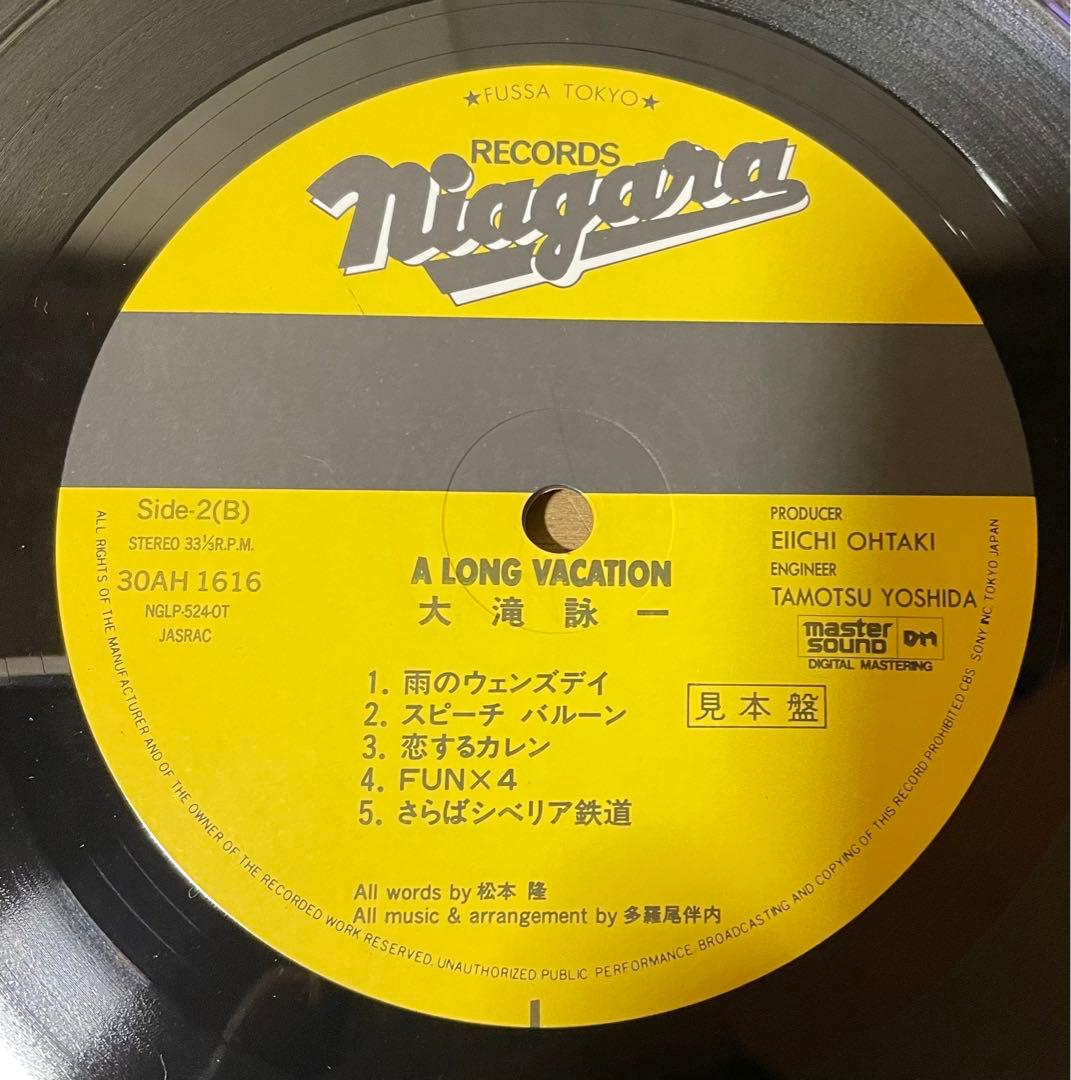 ★FUSSA TOKYO★
RECORDS
Niagara
Side-2(B)
STEREO 33⅓R.P.M.
30AH 1616
NGLP-524-OT
JASRAC
PRODUCER
EIICHI OHTAKI
ENGINEER
TAMOTSU YOSHIDA
master
sound DM
DIGITAL MASTERING
A LONG VACATION
大滝詠一
1. 雨のウェンズデイ
2. スピーチ バルーン
3. 恋するカレン
4. FUN×4
5. さらばシベリア鉄道
見本盤
All words by 松本 隆
All music & arrangement by 多羅尾伴内
ALL RIGHTS OF THE MANUFACTURER AND OF THE OWNER OF THE RECORDED WORK RESERVED. UNAUTHORIZED PUBLIC PERFORMANCE, BROADCASTING AND COPYING OF THIS RECORD PROHIBITED. CBS SONY INC. TOKYO JAPAN